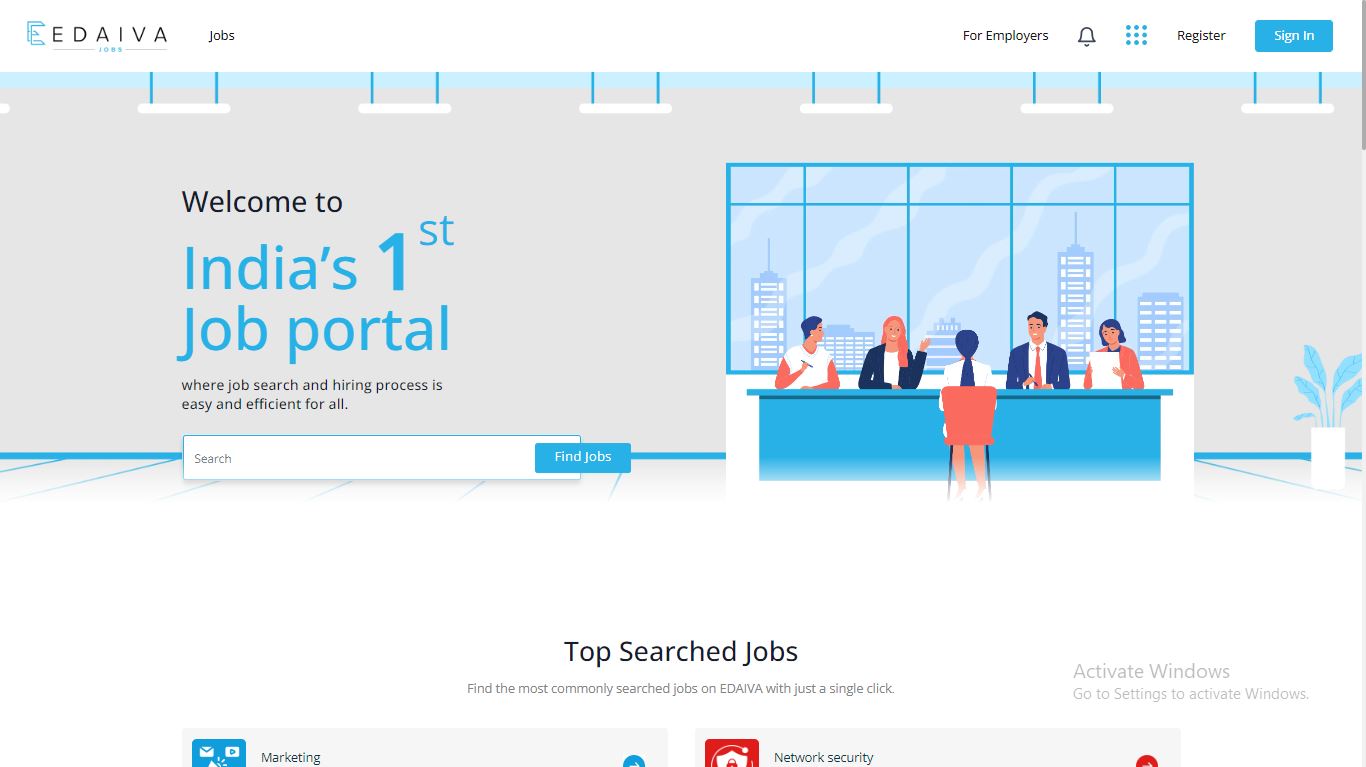 EDAIVA
JOBS
Jobs
For Employers
Register
Sign In
Welcome to
India’s 1st
Job portal
where job search and hiring process is
easy and efficient for all.
Search
Find Jobs
Top Searched Jobs
Find the most commonly searched jobs on EDAIVA with just a single click.
Activate Windows
Go to Settings to activate Windows.
Marketing
Network security